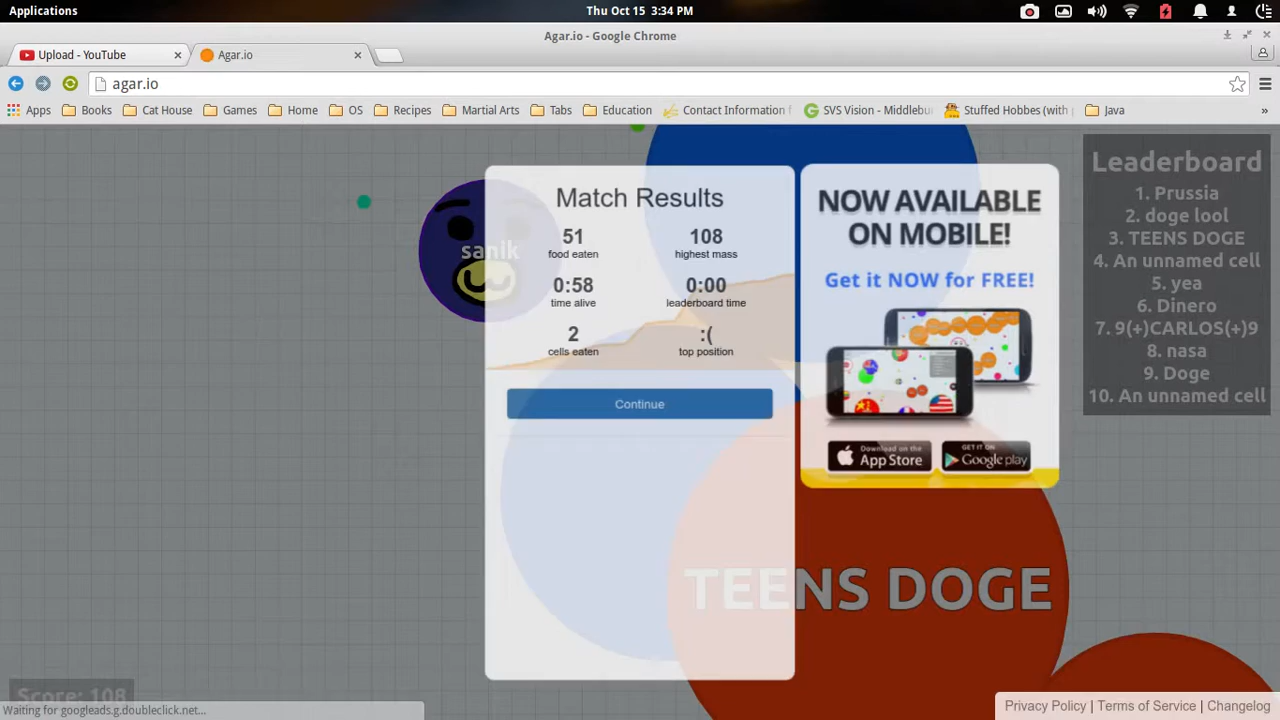 Applications
Thu Oct 15 3:34 PM
Agar.io - Google Chrome
Upload - YouTube
Agar.io
agar.io
Apps
Books
Cat House
Games
Home
OS
Recipes
Martial Arts
Tabs
Education
Contact Information f
SVS Vision - Middlebu
Stuffed Hobbes (with p
Java
»
Leaderboard
1. Prussia
2. doge lool
3. TEENS DOGE
4. An unnamed cell
5. yea
6. Dinero
7. 9(+)CARLOS(+)9
8. nasa
9. Doge
10. An unnamed cell
sanik
Match Results
51
food eaten
108
highest mass
0:58
time alive
0:00
leaderboard time
2
cells eaten
:(
top position
Continue
NOW AVAILABLE
ON MOBILE!
Get it NOW for FREE!
Download on the
App Store
GET IT ON
Google play
TEENS DOGE
Score: 108
Waiting for googleads.g.doubleclick.net...
Privacy Policy | Terms of Service | Changelog